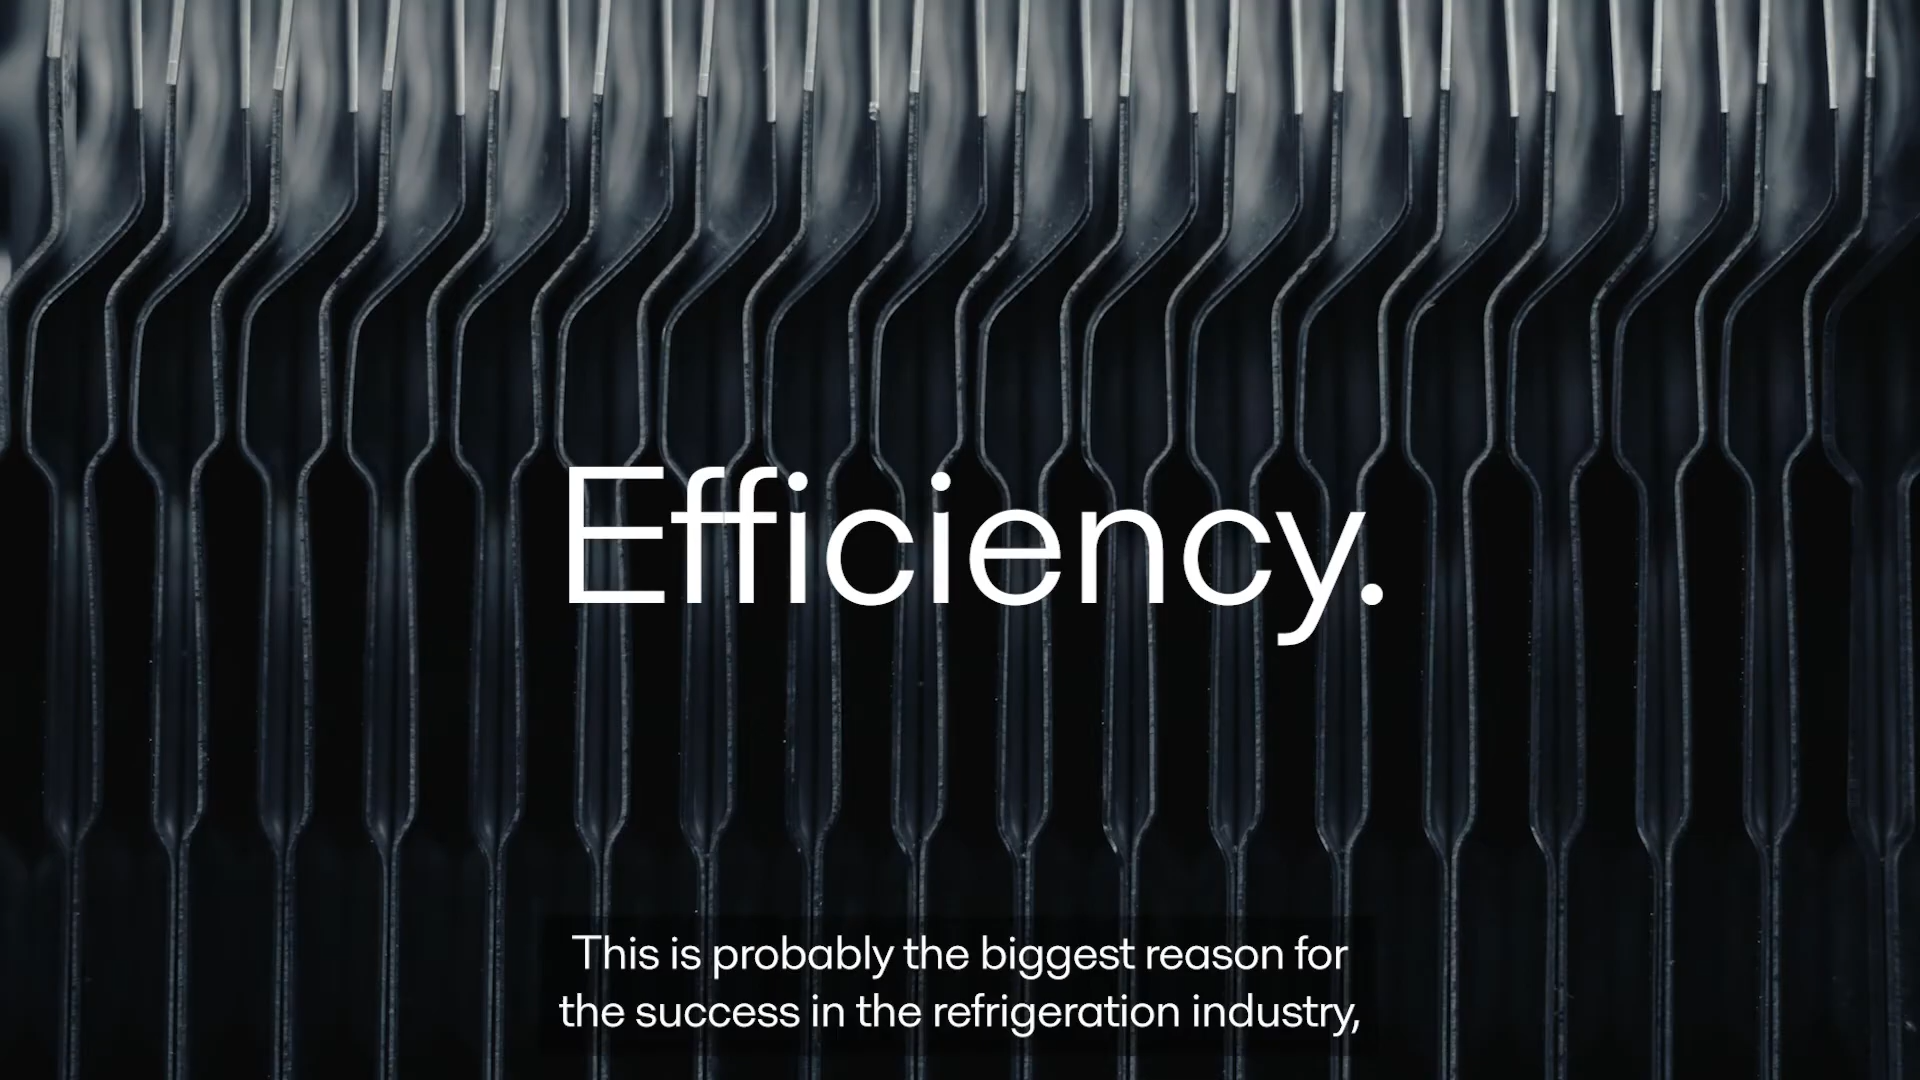 Efficiency.
This is probably the biggest reason for
the success in the refrigeration industry,